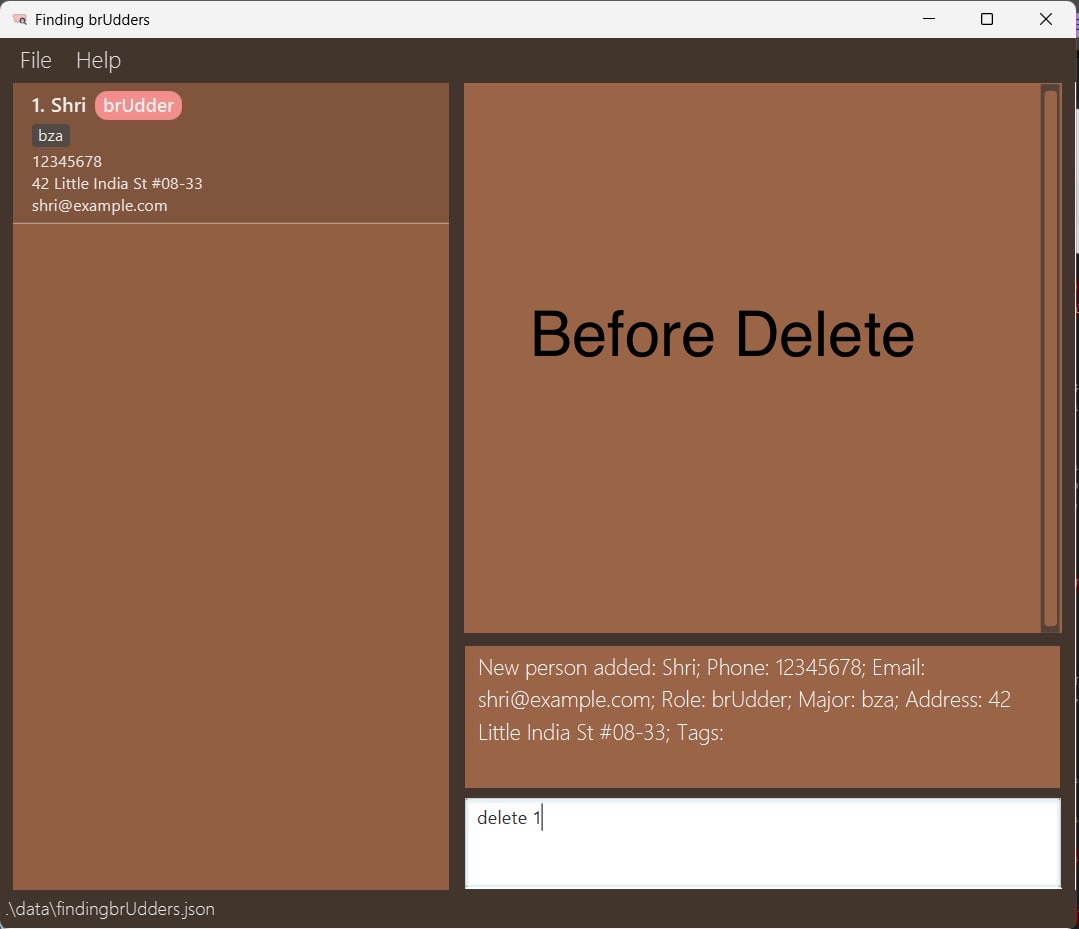 Finding brUdders
File Help
1. Shri brUdder
bza
12345678
42 Little India St #08-33
shri@example.com
Before Delete
New person added: Shri; Phone: 12345678; Email:
shri@example.com; Role: brUdder; Major: bza; Address: 42
Little India St #08-33; Tags:
delete 1
.\data\findingbrUdders.json